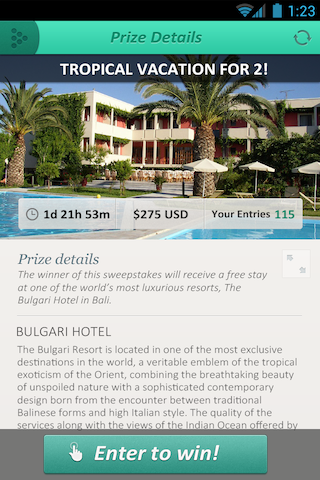 1:23
Prize Details
TROPICAL VACATION FOR 2!
1d 21h 53m
$275 USD
Your Entries 115
Prize details
The winner of this sweepstakes will receive a free stay
at one of the world's most luxurious resorts, The
Bulgari Hotel in Bali.
BULGARI HOTEL
The Bulgari Resort is located in one of the most exclusive
destinations in the world, a veritable emblem of the tropical
exoticism of the Orient, combining the breathtaking beauty
of unspoiled nature with a sophisticated contemporary
design born from the encounter between traditional
Balinese forms and high Italian style. The quality of the
services along with the views of the Indian Ocean offered by
Enter to win!